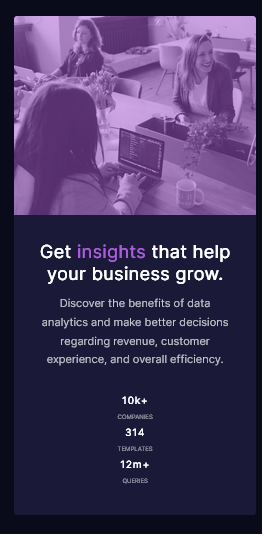 Get insights that help
your business grow.
Discover the benefits of data
analytics and make better decisions
regarding revenue, customer
experience, and overall efficiency.
10k+
COMPANIES
314
TEMPLATES
12m+
QUERIES